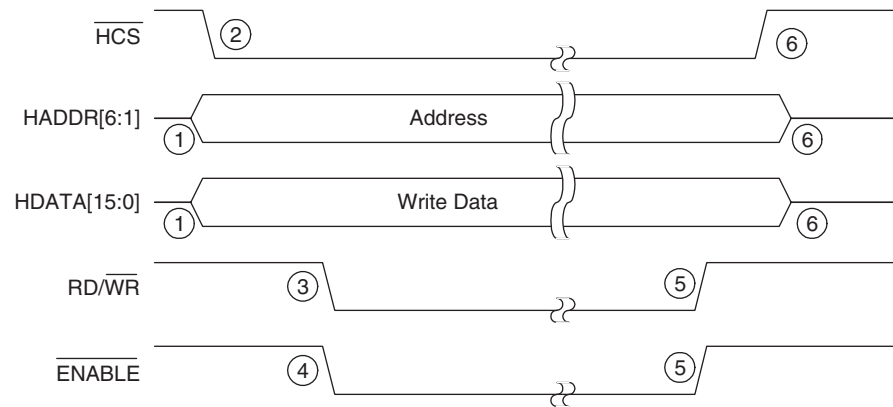 HCS
2
6
HADDR[6:1]
1
Address
6
HDATA[15:0]
1
Write Data
6
RD/WR
3
5
ENABLE
4
5